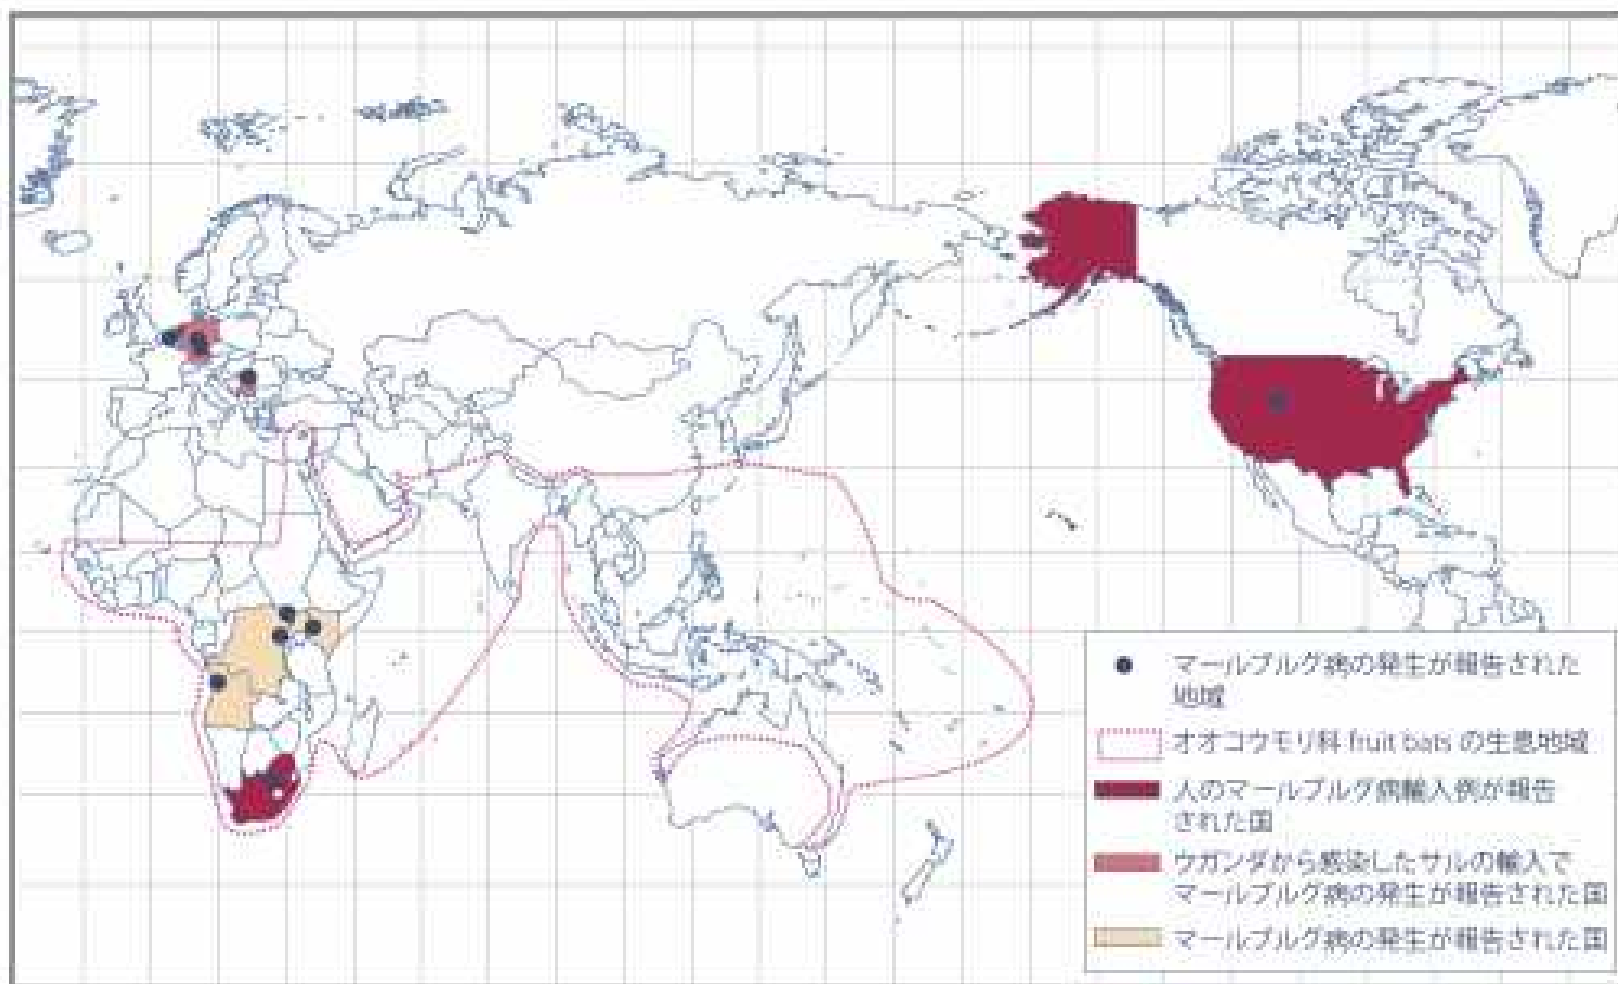 マールブルグ病の発生が報告された
地域
オオコウモリ科 fruit bats の生息地域
人のマールブルグ病輸入例が報告
された国
ウガンダから感染したサルの輸入で
マールブルグ病の発生が報告された国
マールブルグ病の発生が報告された国